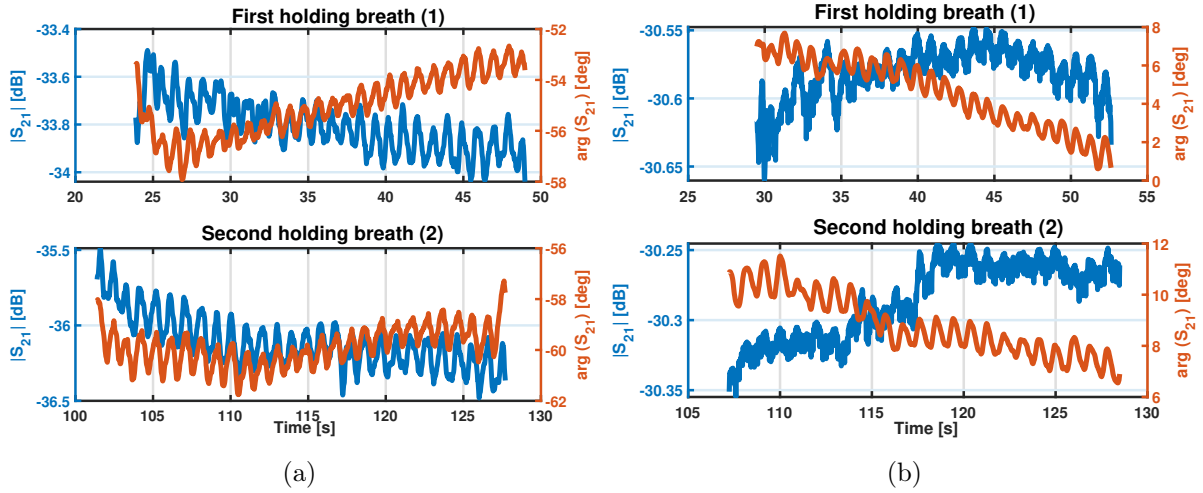 First holding breath (1)
|S21| [dB]
-33.4
-33.6
-33.8
-34
arg (S21) [deg]
-52
-54
-56
-58
20 25 30 35 40 45 50
Second holding breath (2)
|S21| [dB]
-35.5
-36
-36.5
arg (S21) [deg]
-56
-58
-60
-62
100 105 110 115 120 125 130
Time [s]
(a)
First holding breath (1)
|S21| [dB]
-30.55
-30.6
-30.65
arg (S21) [deg]
8
6
4
2
0
25 30 35 40 45 50 55
Second holding breath (2)
|S21| [dB]
-30.25
-30.3
-30.35
arg (S21) [deg]
12
10
8
6
105 110 115 120 125 130
Time [s]
(b)